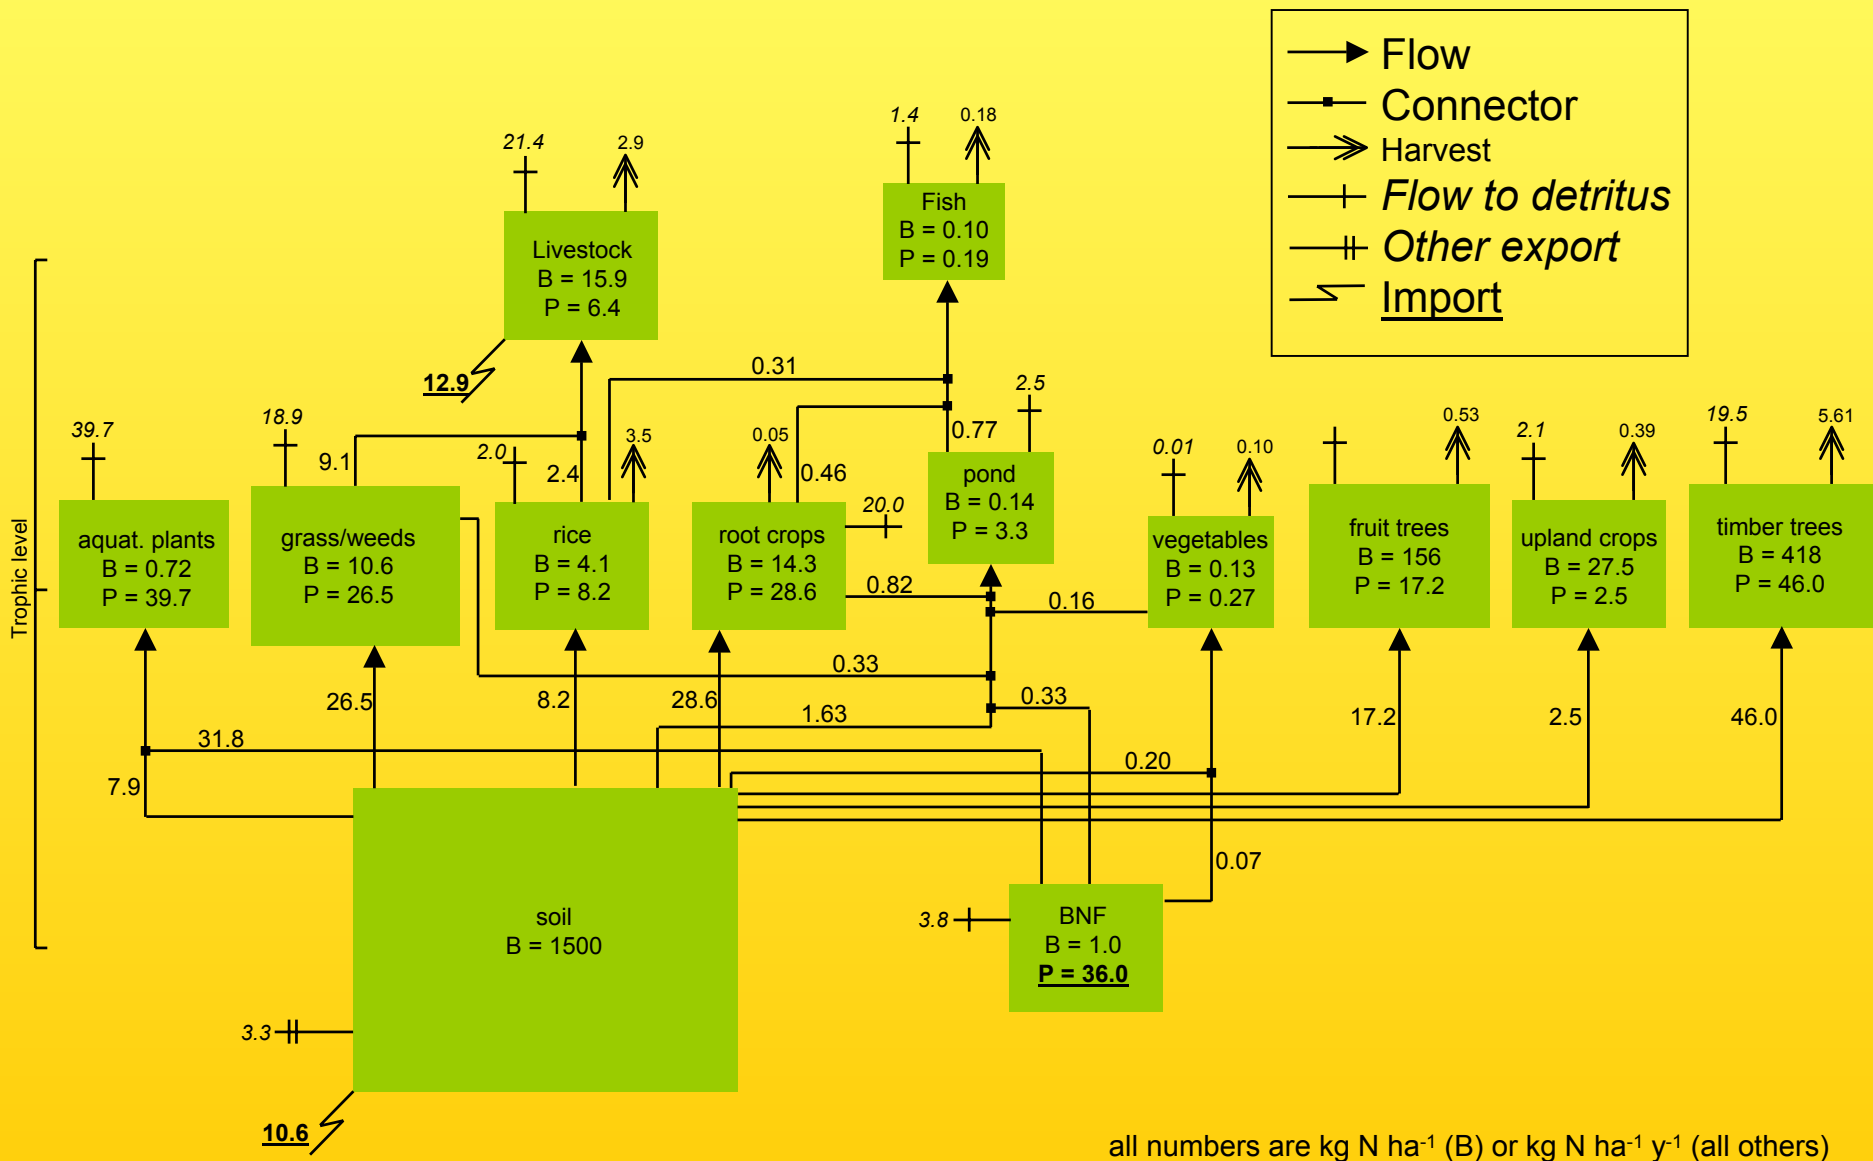 Flow
Connector
Harvest
Flow to detritus
Other export
Import
1.4
0.18
21.4
2.9
Fish
B = 0.10
P = 0.19
Livestock
B = 15.9
P = 6.4
12.9
0.31
2.5
39.7
18.9
9.1
2.0
2.4
3.5
0.05
0.46
0.77
20.0
0.01
0.10
0.53
2.1
0.39
19.5
5.61
Trophic level
aquat. plants
B = 0.72
P = 39.7
grass/weeds
B = 10.6
P = 26.5
rice
B = 4.1
P = 8.2
root crops
B = 14.3
P = 28.6
pond
B = 0.14
P = 3.3
vegetables
B = 0.13
P = 0.27
fruit trees
B = 156
P = 17.2
upland crops
B = 27.5
P = 2.5
timber trees
B = 418
P = 46.0
0.82
0.16
0.33
26.5
8.2
28.6
1.63
0.33
17.2
2.5
46.0
31.8
0.20
7.9
0.07
soil
B = 1500
3.8
BNF
B = 1.0
P = 36.0
3.3
10.6
all numbers are kg N ha-1 (B) or kg N ha-1 y-1 (all others)